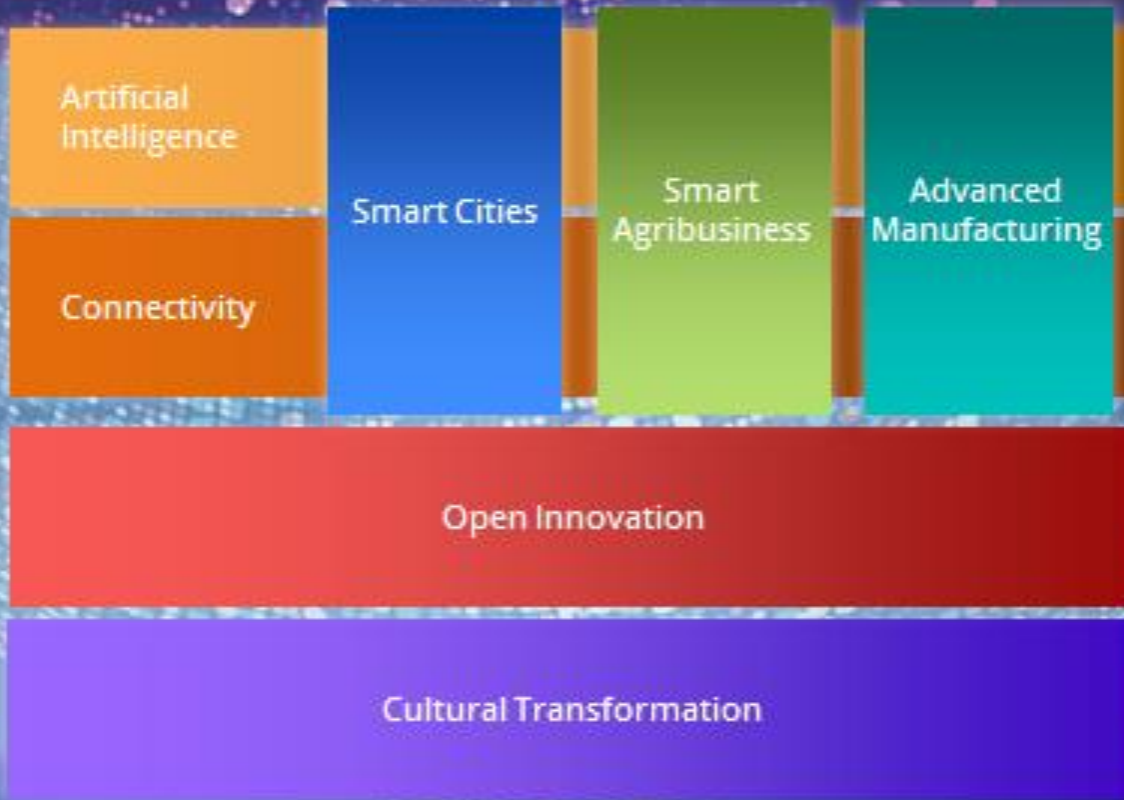 Artificial
Intelligence
Smart Cities
Smart
Agribusiness
Advanced
Manufacturing
Connectivity
Open Innovation
Cultural Transformation